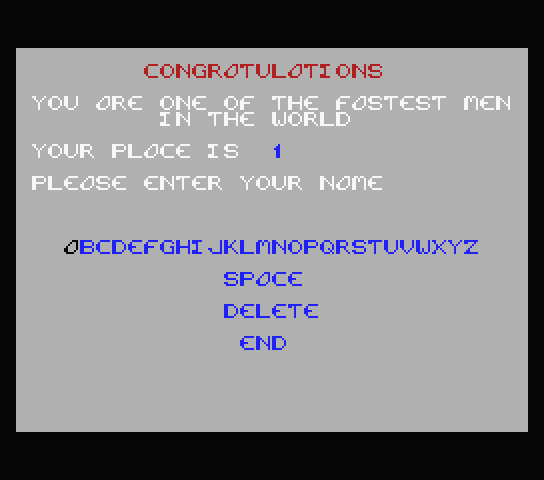 CONGRATULATIONS
YOU ARE ONE OF THE FASTEST MEN
IN THE WORLD
YOUR PLACE IS 1
PLEASE ENTER YOUR NAME
ABCDEFGHIJKLMNOPQRSTUVWXYZ
SPACE
DELETE
END